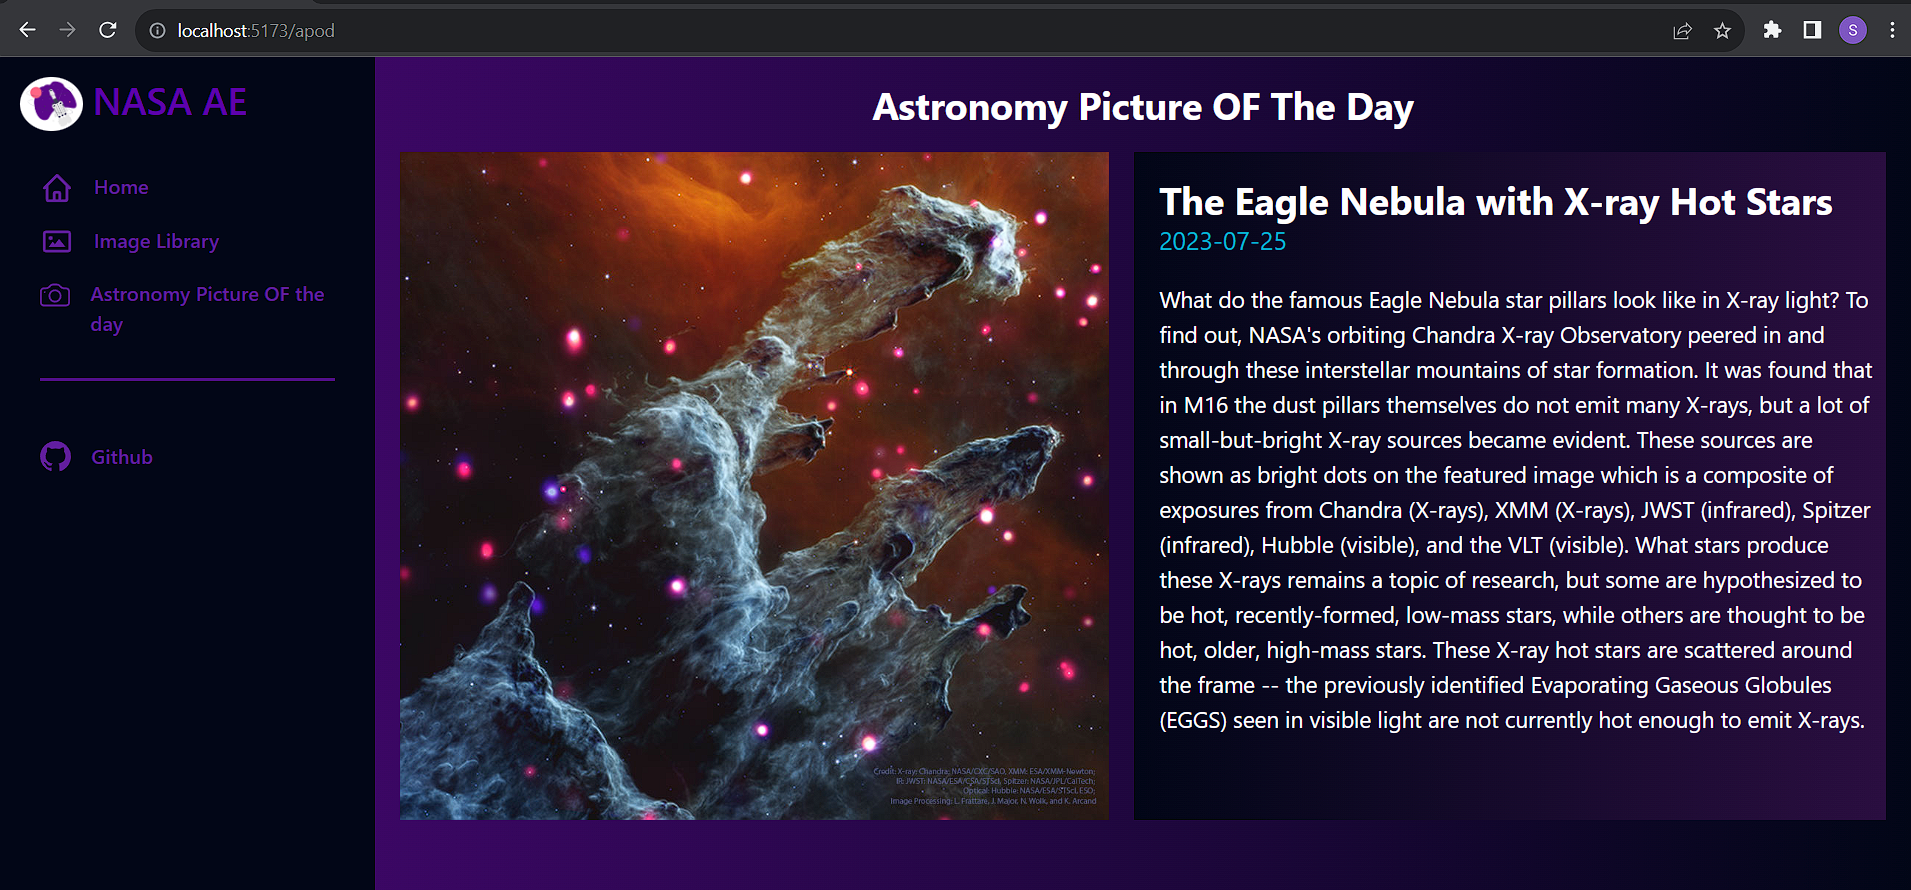 localhost:5173/apod
S
NASA AE
Home
Image Library
Astronomy Picture OF the
day
Github
Astronomy Picture OF The Day
Credit: X-ray: Chandra: NASA/CXC/SAO, XMM: ESA/XMM-Newton;
IR: JWST: NASA/ESA/CSA/STScI, Spitzer: NASA/JPL/CalTech;
Optical: Hubble: NASA/ESA/STScI, ESO;
Image Processing: L. Frattare, J. Major, N. Wolk, and K. Arcand
The Eagle Nebula with X-ray Hot Stars
2023-07-25
What do the famous Eagle Nebula star pillars look like in X-ray light? To
find out, NASA's orbiting Chandra X-ray Observatory peered in and
through these interstellar mountains of star formation. It was found that
in M16 the dust pillars themselves do not emit many X-rays, but a lot of
small-but-bright X-ray sources became evident. These sources are
shown as bright dots on the featured image which is a composite of
exposures from Chandra (X-rays), XMM (X-rays), JWST (infrared), Spitzer
(infrared), Hubble (visible), and the VLT (visible). What stars produce
these X-rays remains a topic of research, but some are hypothesized to
be hot, recently-formed, low-mass stars, while others are thought to be
hot, older, high-mass stars. These X-ray hot stars are scattered around
the frame -- the previously identified Evaporating Gaseous Globules
(EGGS) seen in visible light are not currently hot enough to emit X-rays.